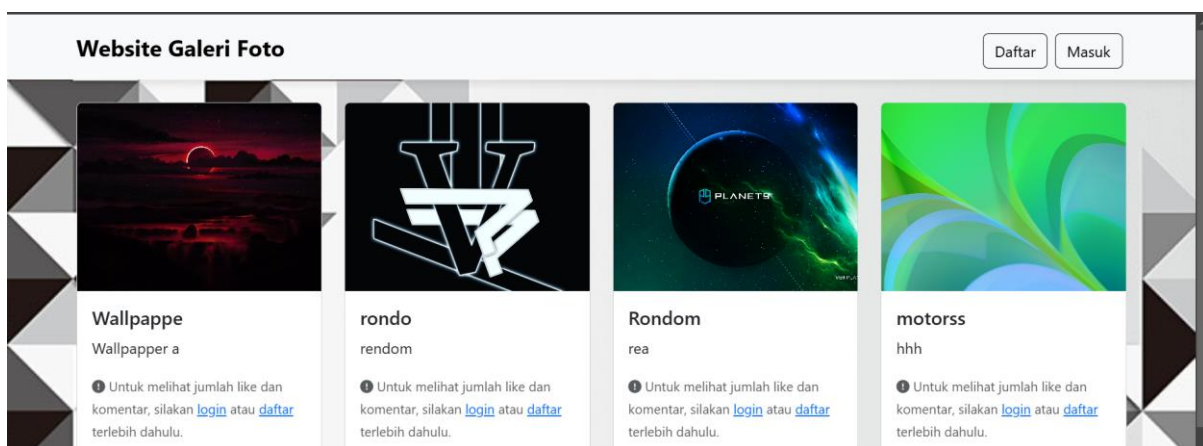 Website Galeri Foto
Daftar
Masuk
PLANET9
Wallpappe
Wallpapper a
Untuk melihat jumlah like dan
komentar, silakan login atau daftar
terlebih dahulu.
rondo
rendom
Untuk melihat jumlah like dan
komentar, silakan login atau daftar
terlebih dahulu.
Rondom
rea
Untuk melihat jumlah like dan
komentar, silakan login atau daftar
terlebih dahulu.
motorss
hhh
Untuk melihat jumlah like dan
komentar, silakan login atau daftar
terlebih dahulu.